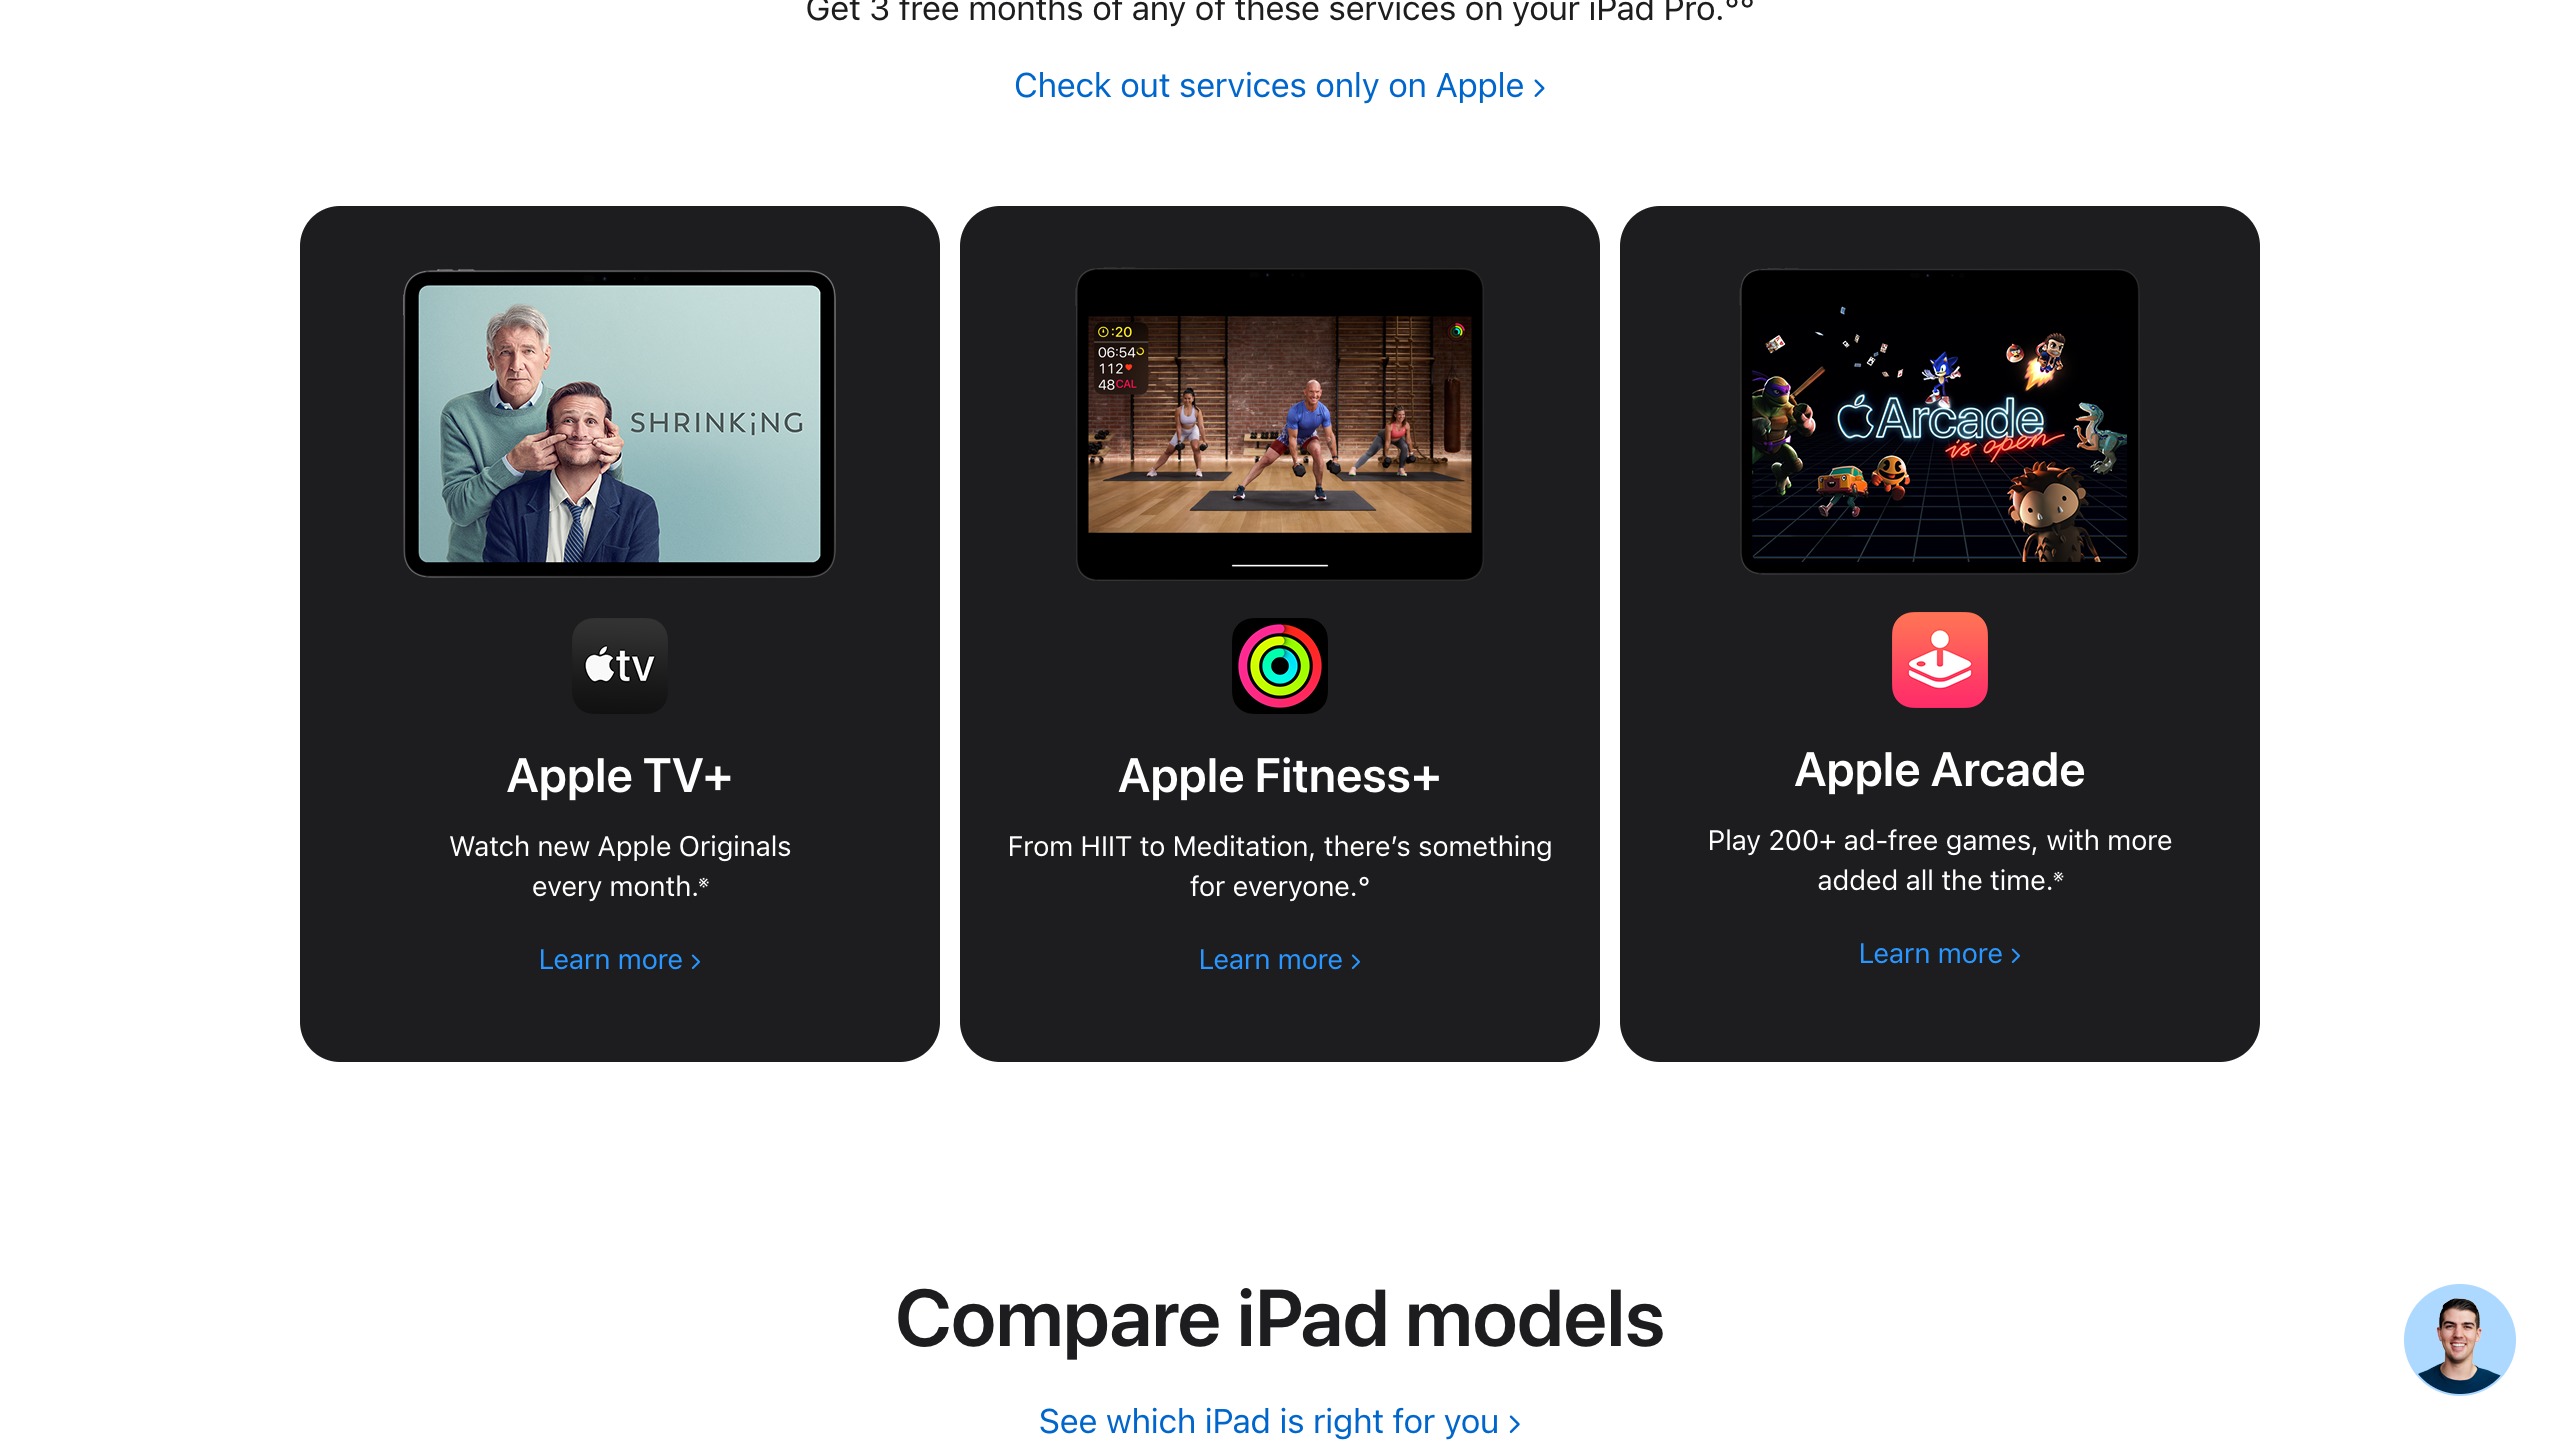 Get 3 free months of any of these services on your iPad Pro.°°
Check out services only on Apple >
SHRINK¡NG
:20
06:54
112
48CAL
Arcade
is open
tv
Apple TV+
Watch new Apple Originals
every month.※
Learn more >
Apple Fitness+
From HIIT to Meditation, there’s something
for everyone.°
Learn more >
Apple Arcade
Play 200+ ad-free games, with more
added all the time.※
Learn more >
Compare iPad models
See which iPad is right for you >